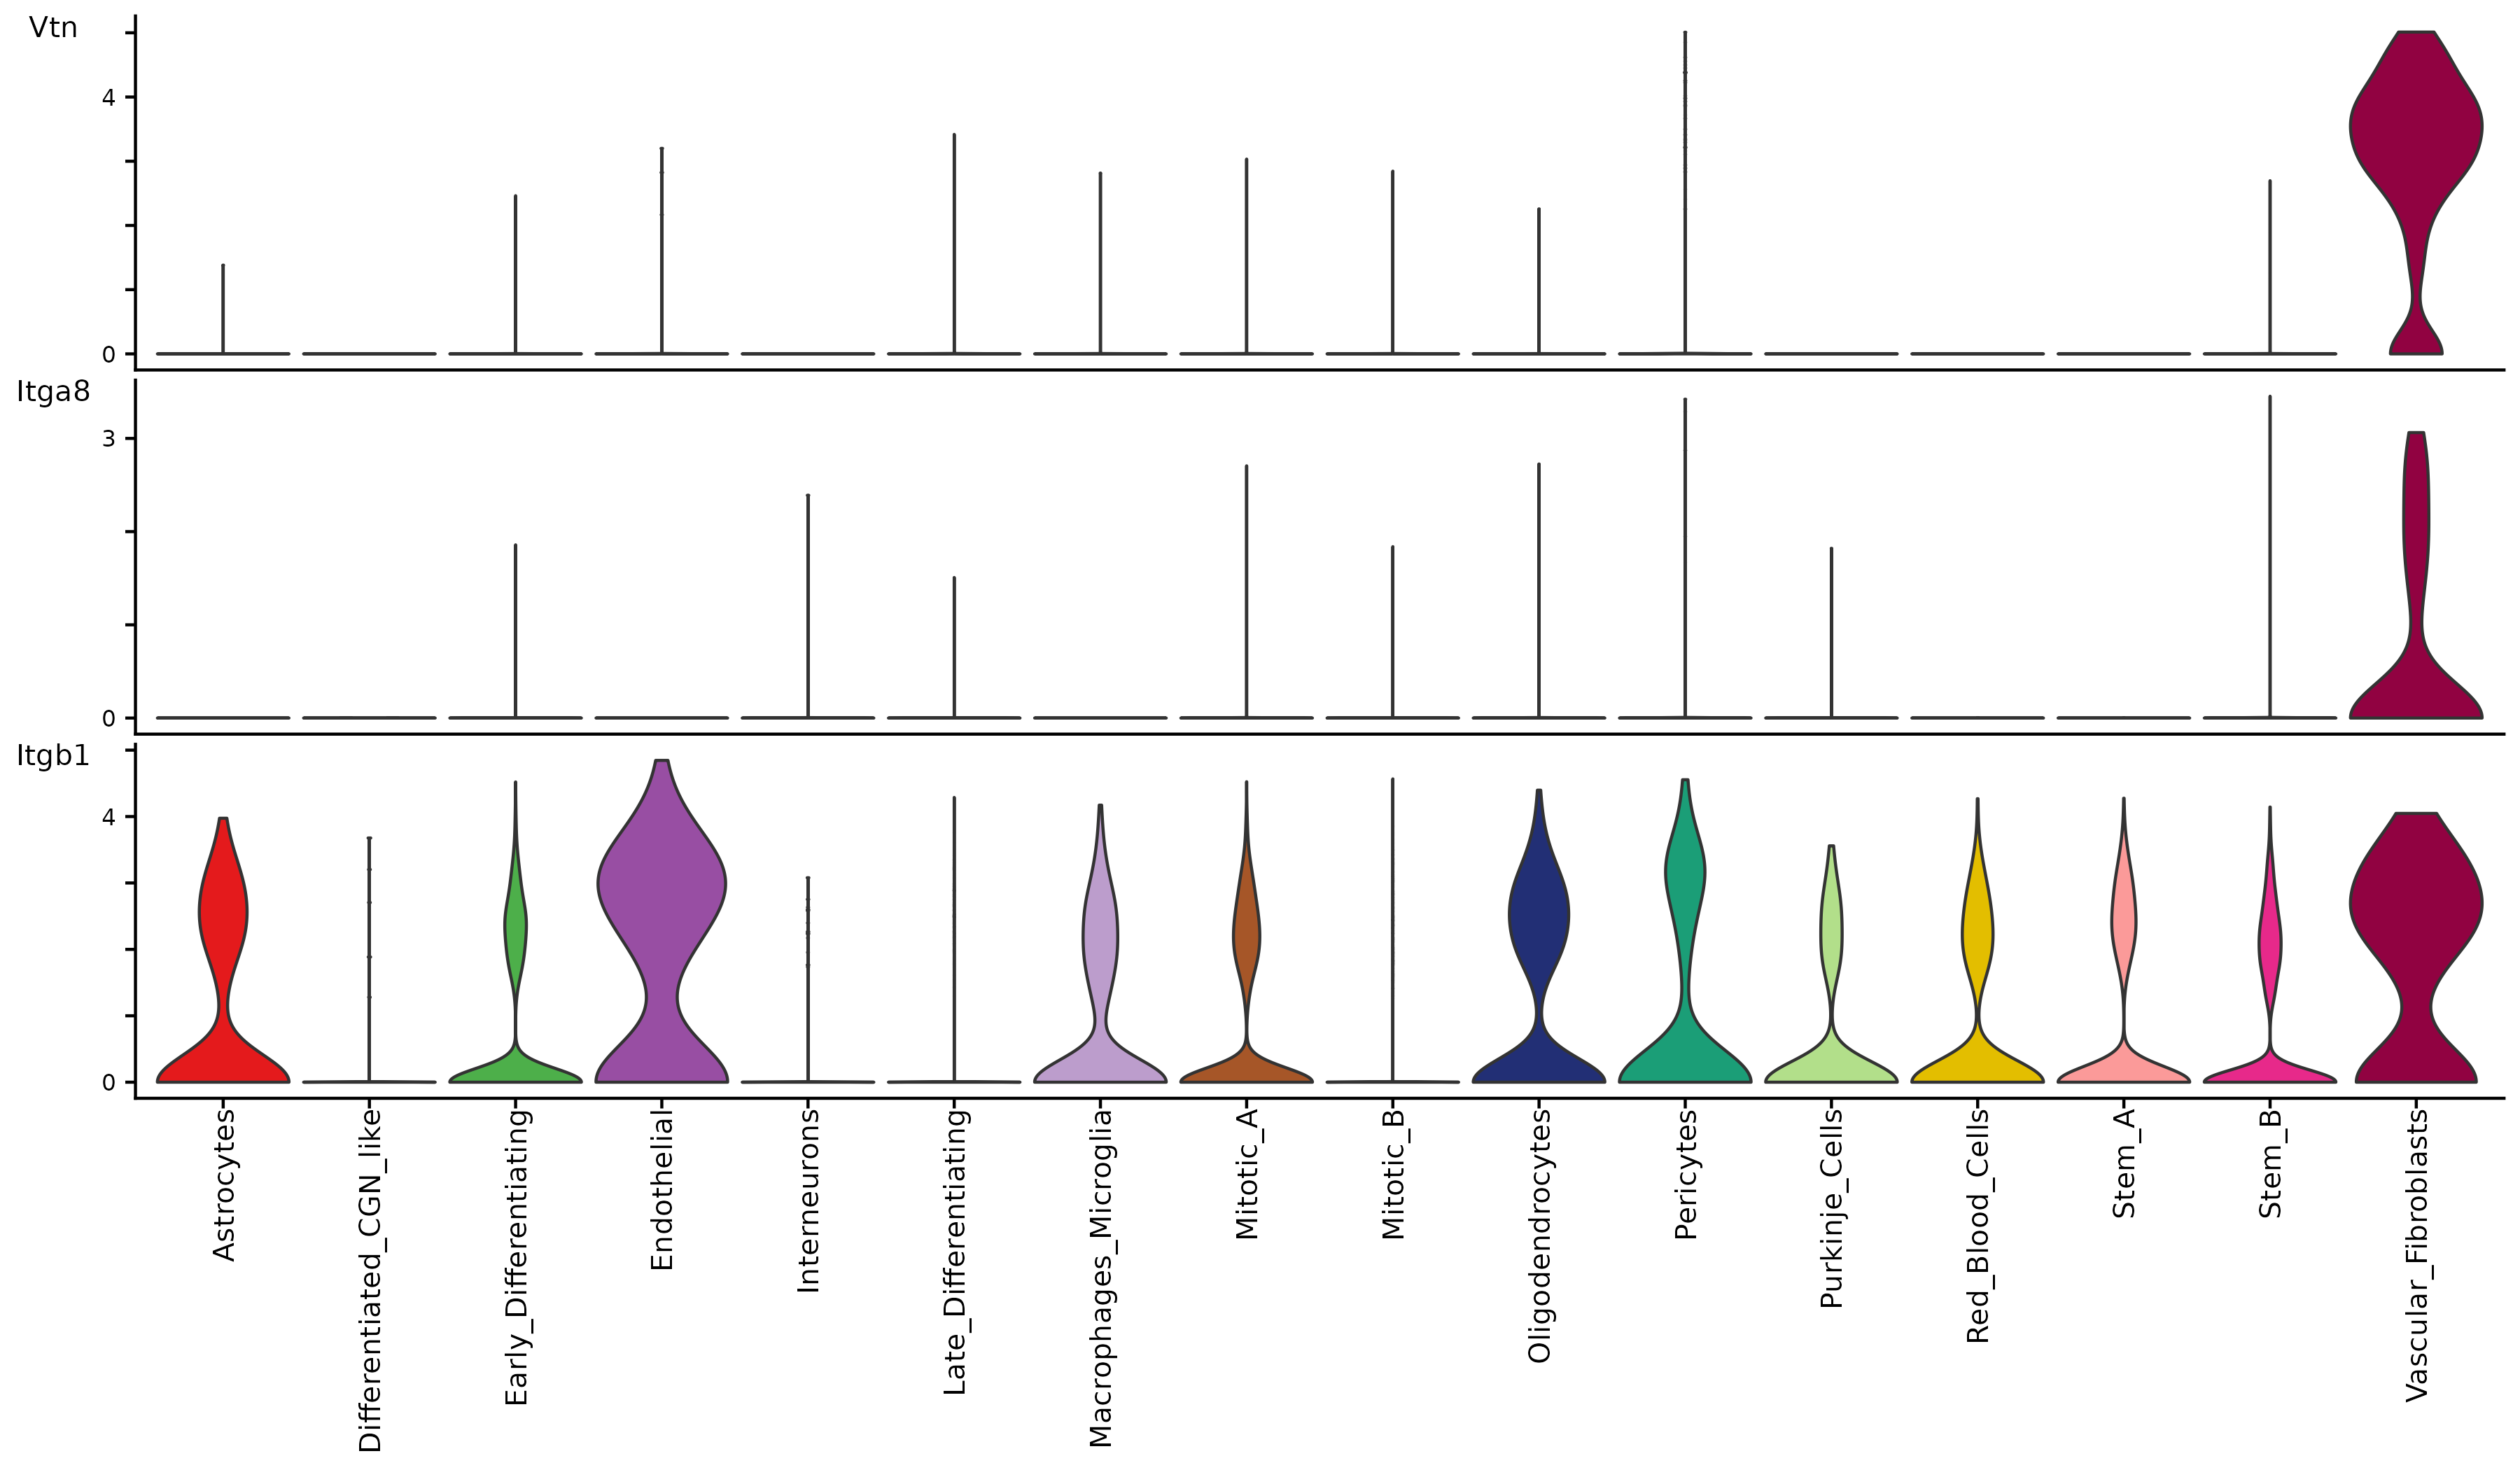 Vtn
4
0
Itga8
3
0
Itgb1
4
0
Astrocytes
Differentiated_CGN_like
Early_Differentiating
Endothelial
Interneurons
Late_Differentiating
Macrophages_Microglia
Mitotic_A
Mitotic_B
Oligodendrocytes
Pericytes
Purkinje_Cells
Red_Blood_Cells
Stem_A
Stem_B
Vascular_Fibroblasts